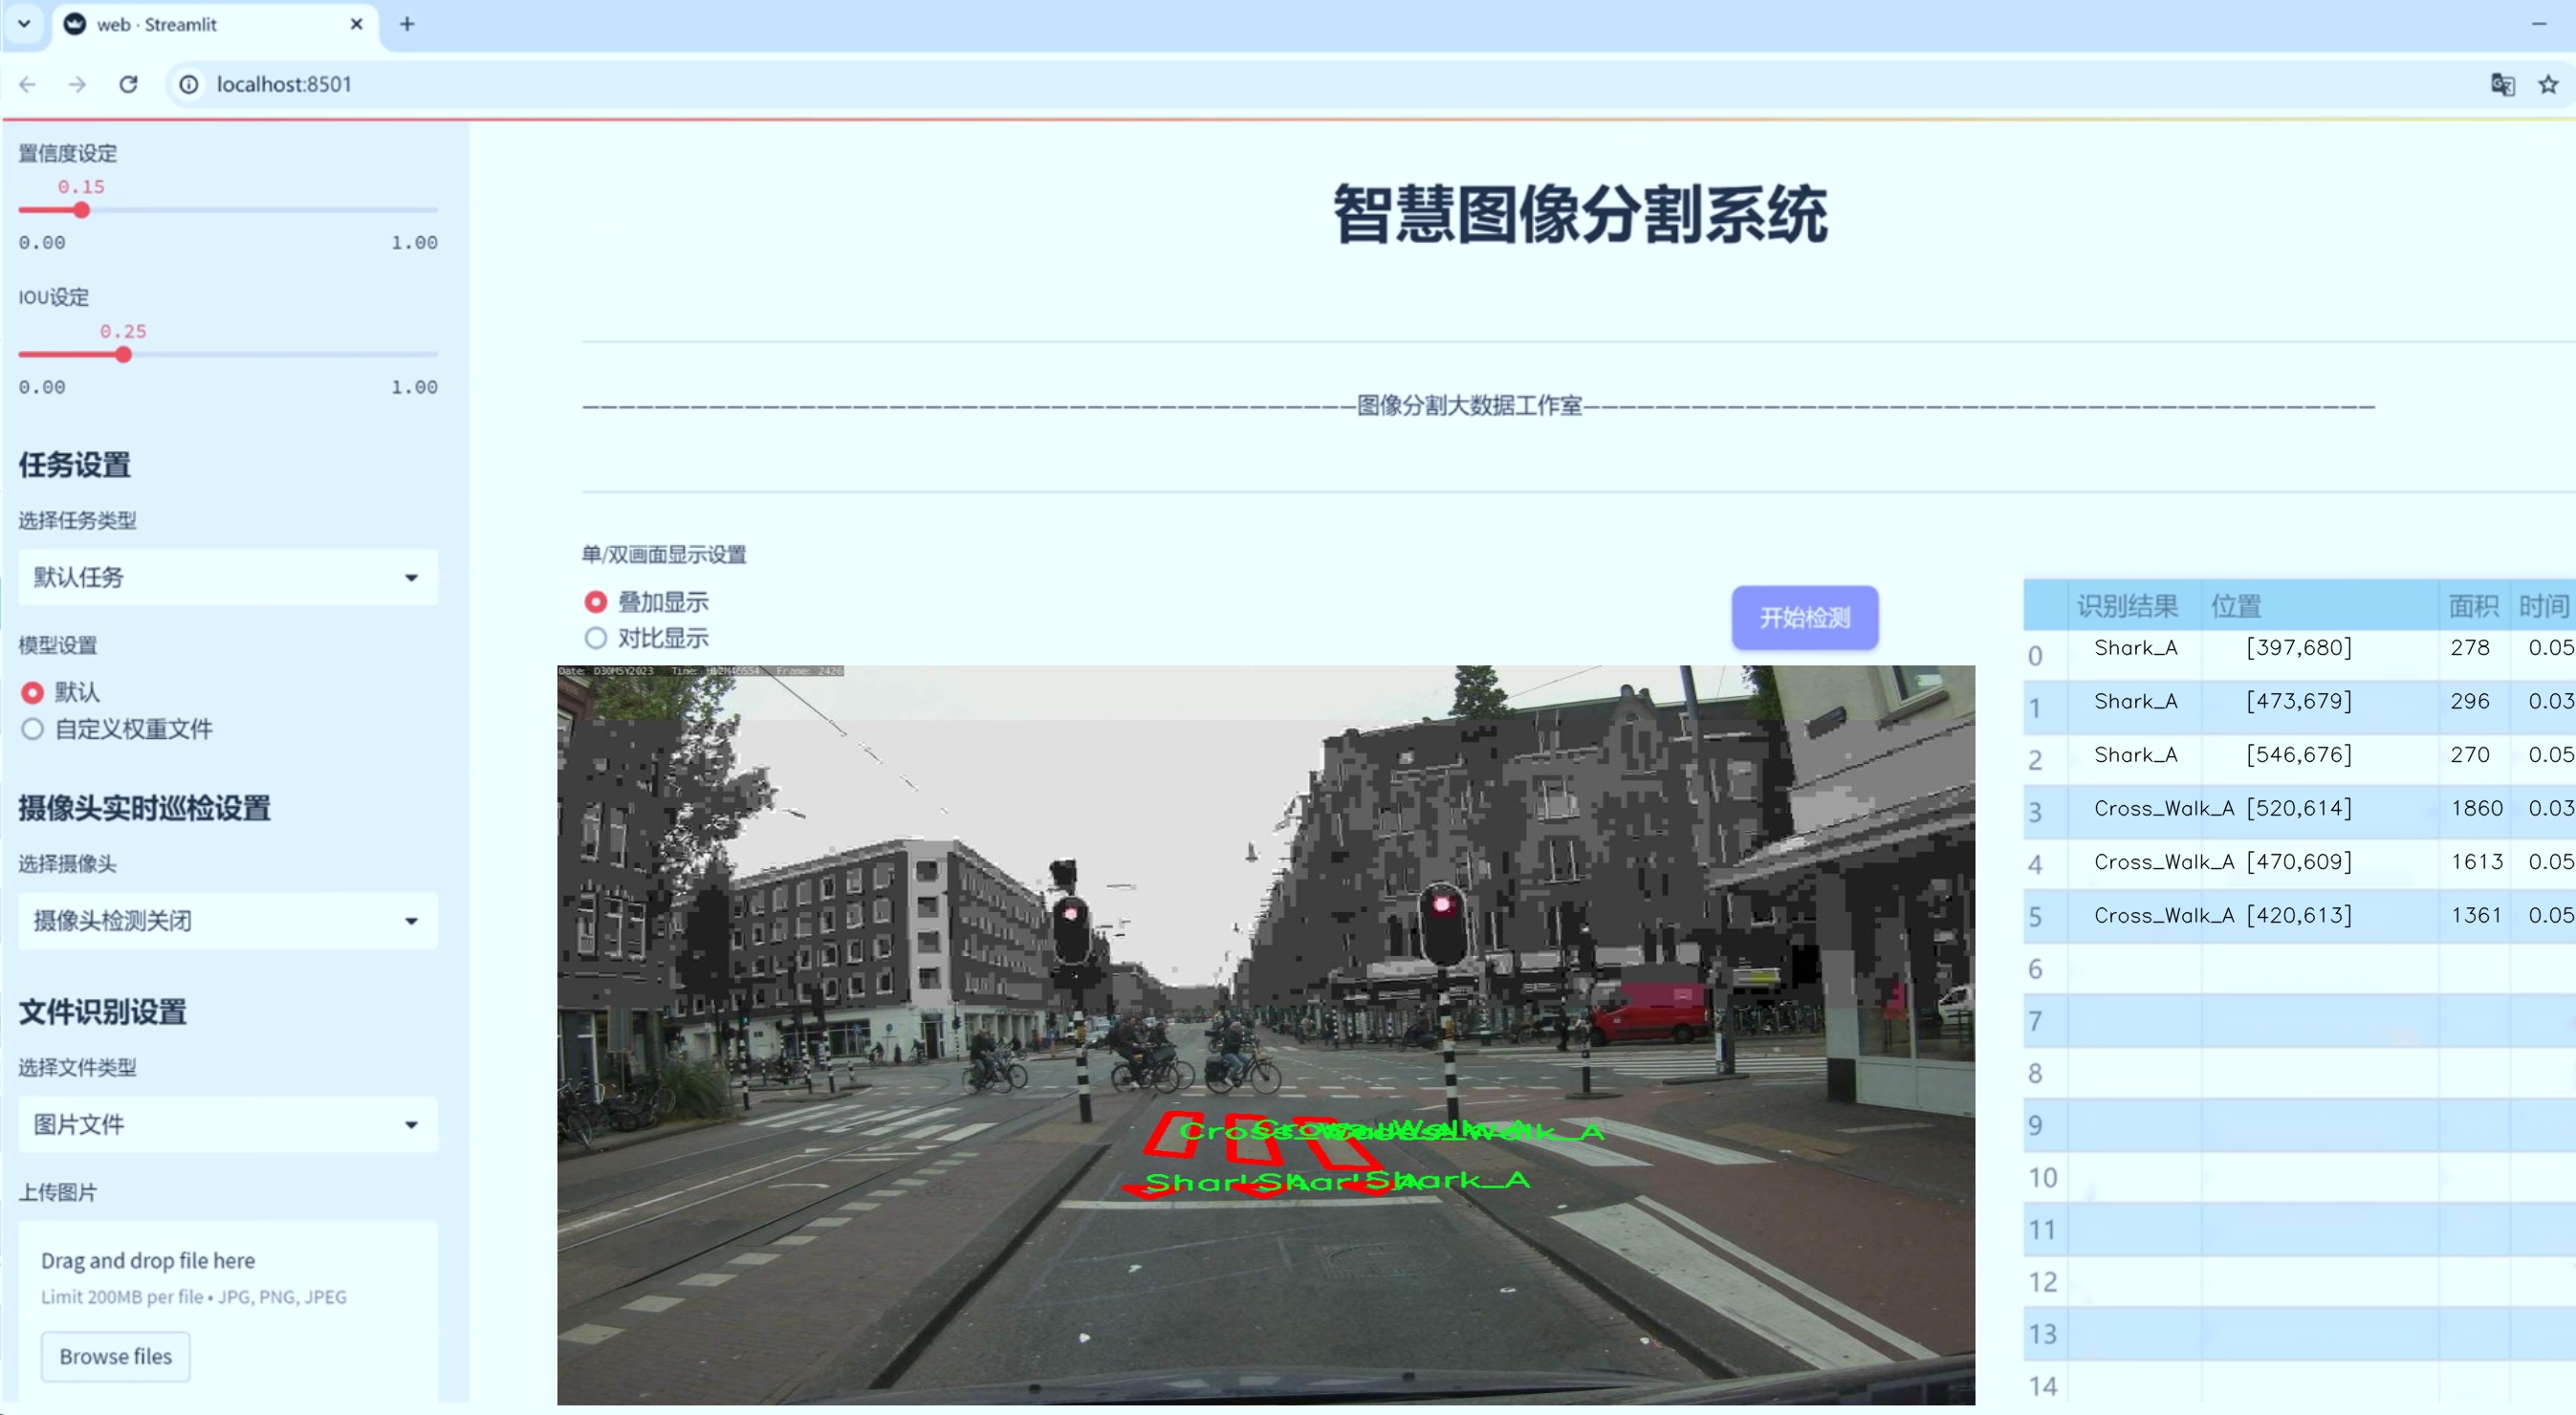 web · Streamlit
localhost:8501
置信度设定
0.15
0.00 1.00
IOU设定
0.25
0.00 1.00
任务设置
选择任务类型
默认任务
模型设置
默认
自定义权重文件
摄像头实时巡检设置
选择摄像头
摄像头检测关闭
文件识别设置
选择文件类型
图片文件
上传图片
Drag and drop file here
Limit 200MB per file • JPG, PNG, JPEG
Browse files
智慧图像分割系统
图像分割大数据工作室
单/双画面显示设置
叠加显示
对比显示
开始检测
Date: D30M5Y2023 Time: Frame: 2426
Cross_Walk_A
Shark_A
识别结果 位置 面积 时间
0 Shark_A [397,680] 278 0.05
1 Shark_A [473,679] 296 0.03
2 Shark_A [546,676] 270 0.05
3 Cross_Walk_A [520,614] 1860 0.03
4 Cross_Walk_A [470,609] 1613 0.05
5 Cross_Walk_A [420,613] 1361 0.05
6
7
8
9
10
11
12
13
14